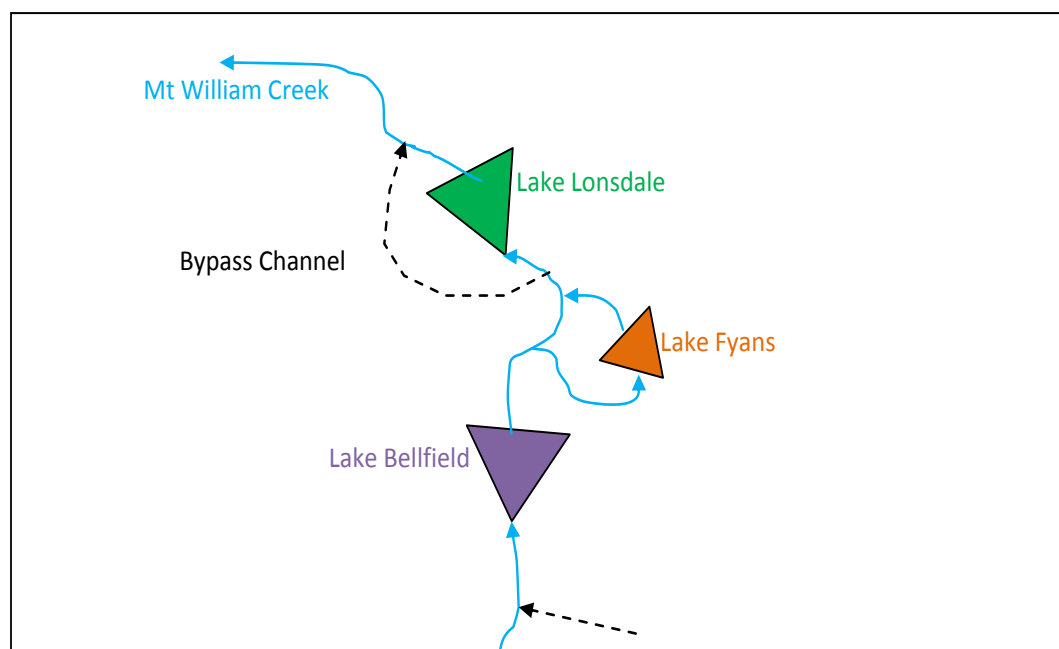 Mt William Creek
Lake Lonsdale
Bypass Channel
Lake Fyans
Lake Bellfield